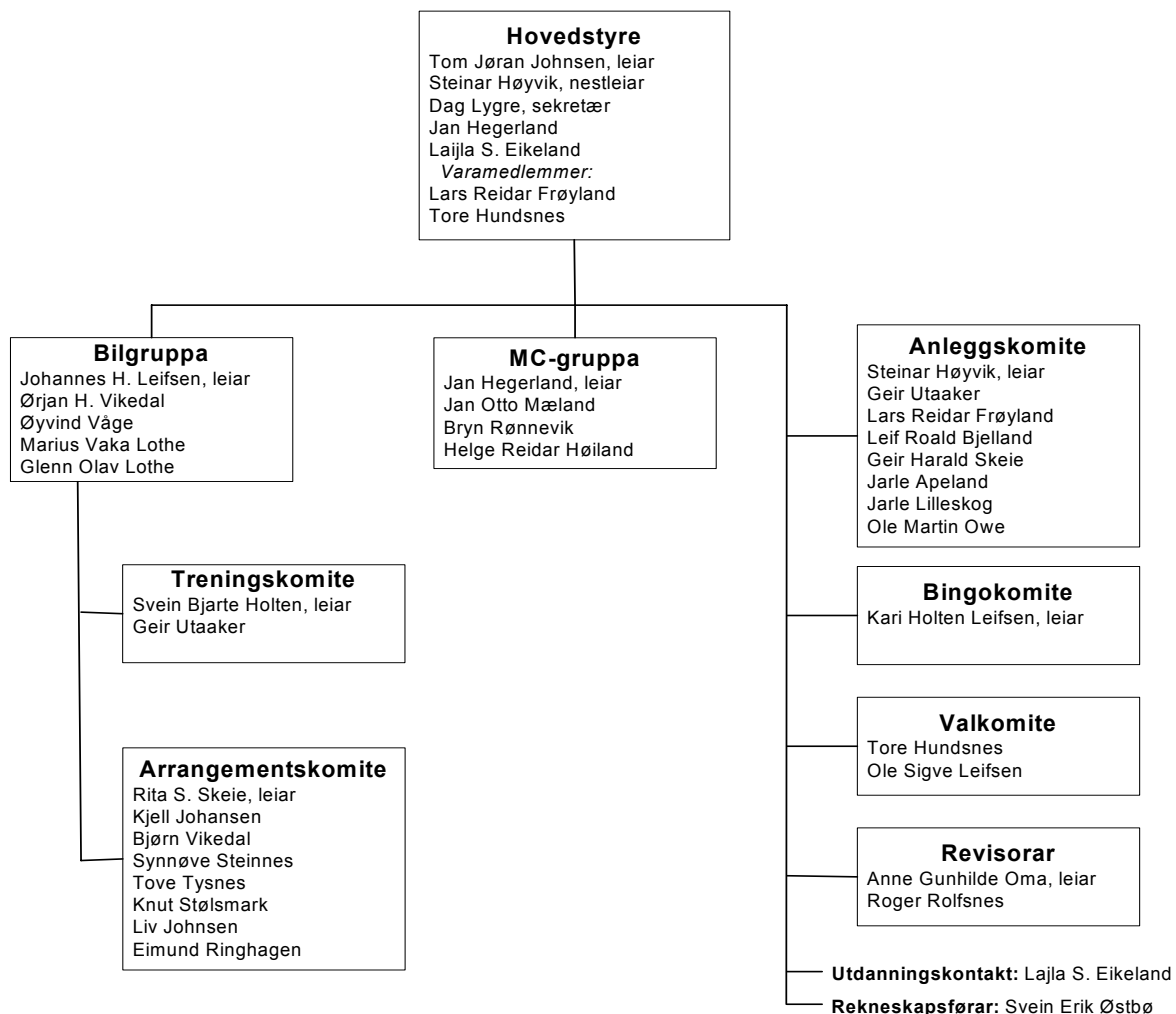 Hovedstyre
Tom Jøran Johnsen, leiar
Steinar Høyvik, nestleiar
Dag Lygre, sekretær
Jan Hegerland
Laijla S. Eikeland
Varamedlemmer:
Lars Reidar Frøyland
Tore Hundsnes
Bilgruppa
Johannes H. Leifsen, leiar
Ørjan H. Vikedal
Øyvind Våge
Marius Vaka Lothe
Glenn Olav Lothe
MC-gruppa
Jan Hegerland, leiar
Jan Otto Mæland
Bryn Rønnevik
Helge Reidar Høiland
Anleggskomite
Steinar Høyvik, leiar
Geir Utaaker
Lars Reidar Frøyland
Leif Roald Bjelland
Geir Harald Skeie
Jarle Apeland
Jarle Lilleskog
Ole Martin Owe
Treningskomite
Svein Bjarte Holten, leiar
Geir Utaaker
Bingokomite
Kari Holten Leifsen, leiar
Valkomite
Tore Hundsnes
Ole Sigve Leifsen
Arrangementskomite
Rita S. Skeie, leiar
Kjell Johansen
Bjørn Vikedal
Synnøve Steinnes
Tove Tysnes
Knut Stølsmark
Liv Johnsen
Eimund Ringhagen
Revisorar
Anne Gunhilde Oma, leiar
Roger Rolfsnes
Utdanningskontakt: Lajla S. Eikeland
Rekneskapsførar: Svein Erik Østbø